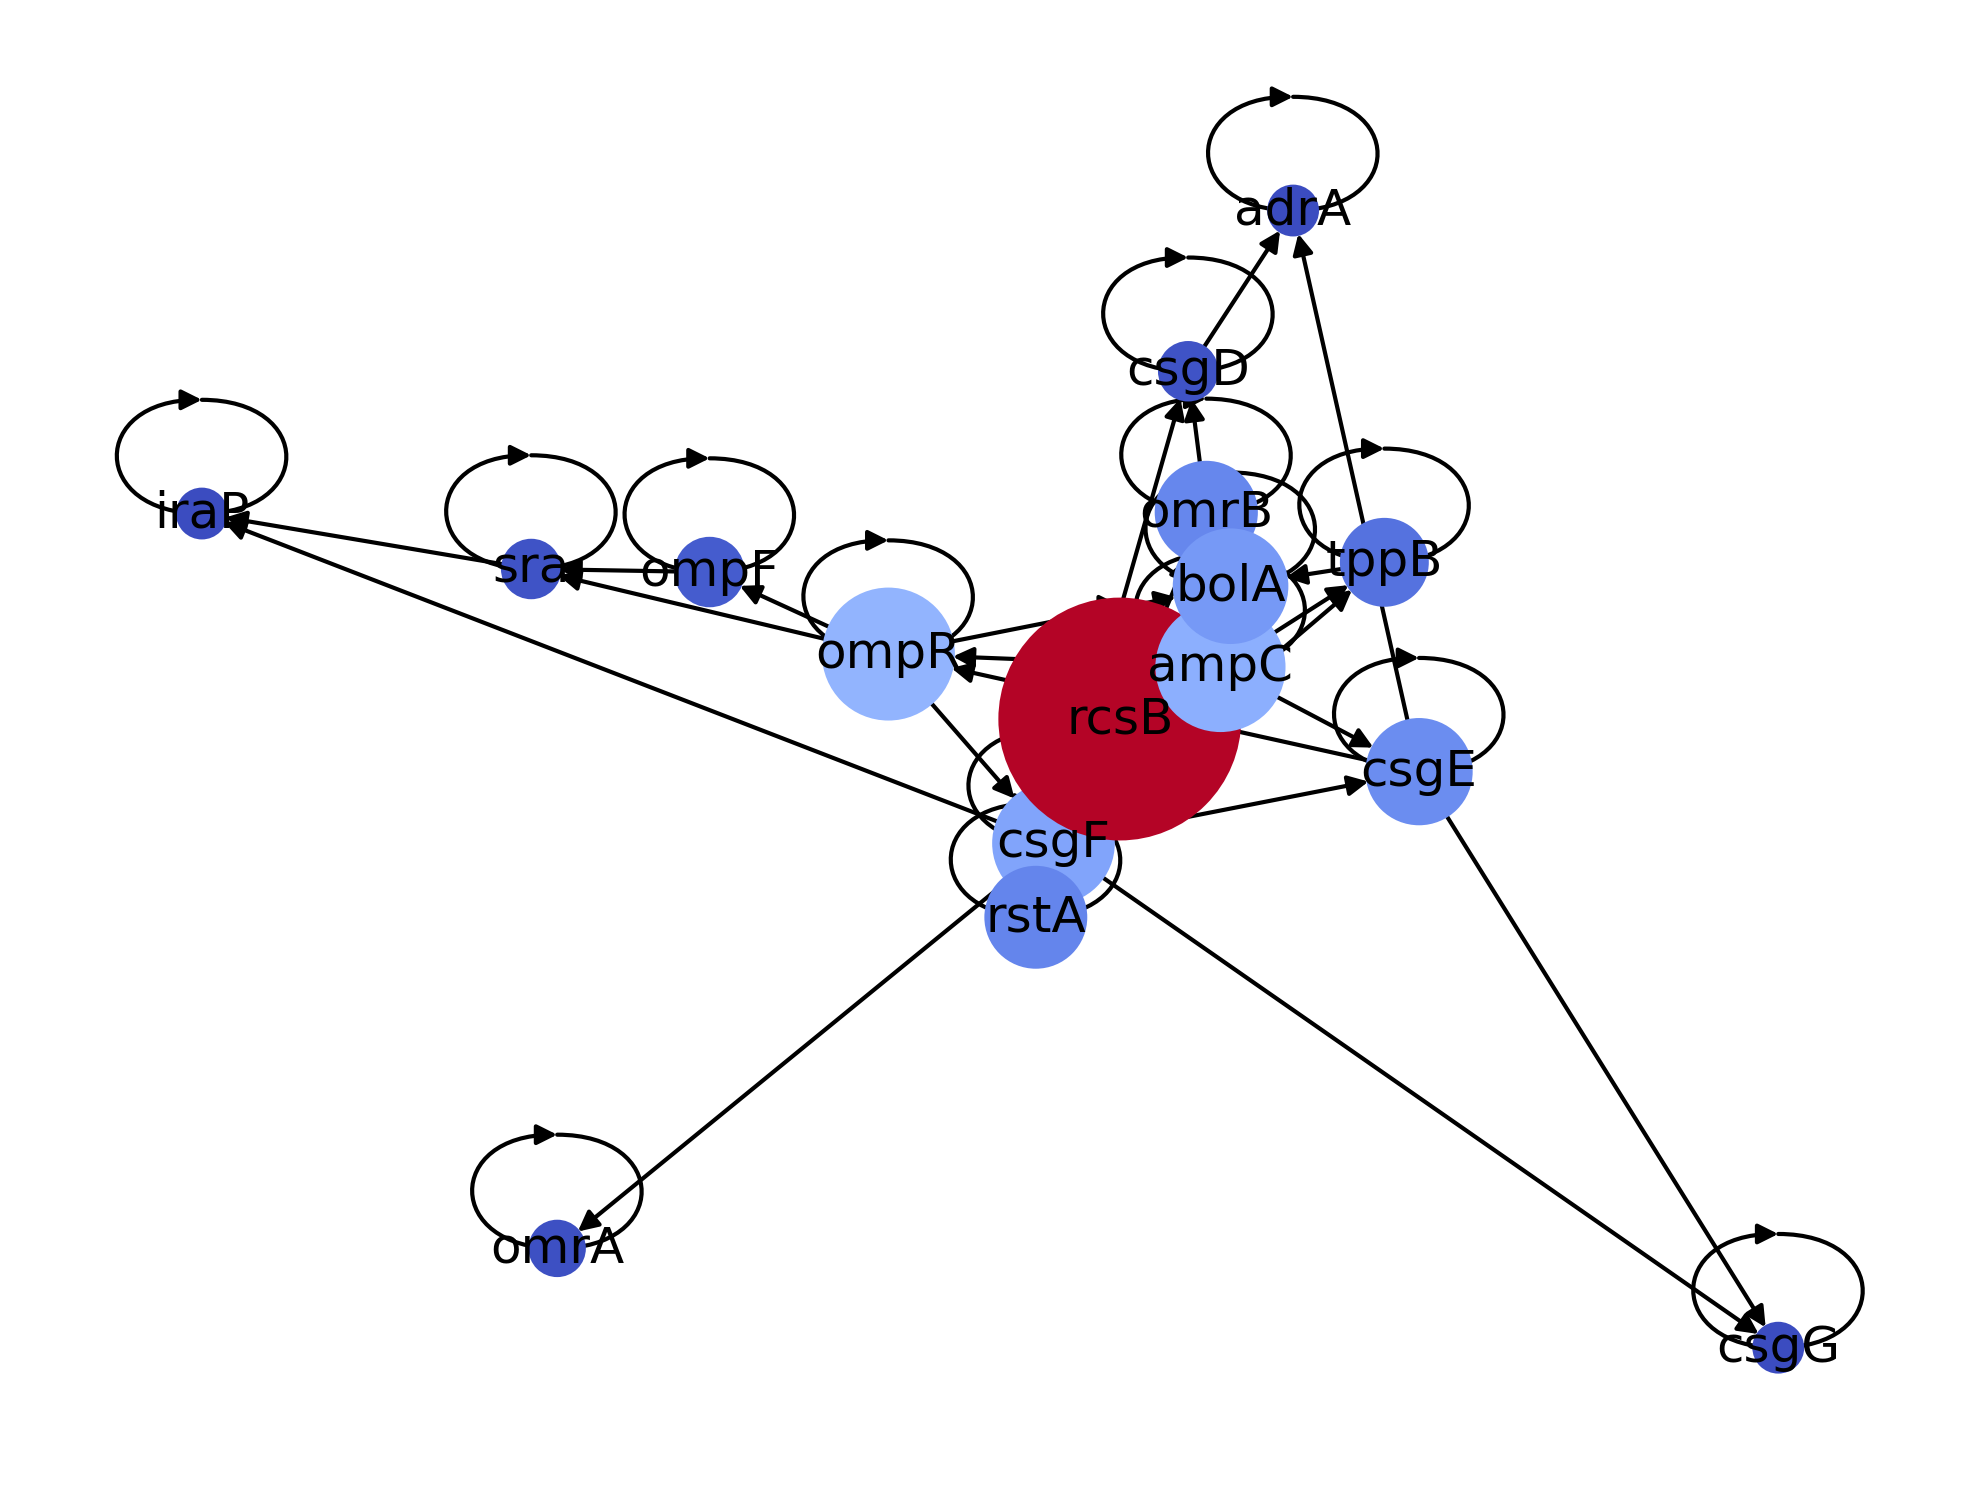 adrA
csgD
iraP
sra
ompF
omrB
tppB
bolA
ompR
ampC
rcsB
csgE
csgF
rstA
omrA
csgG